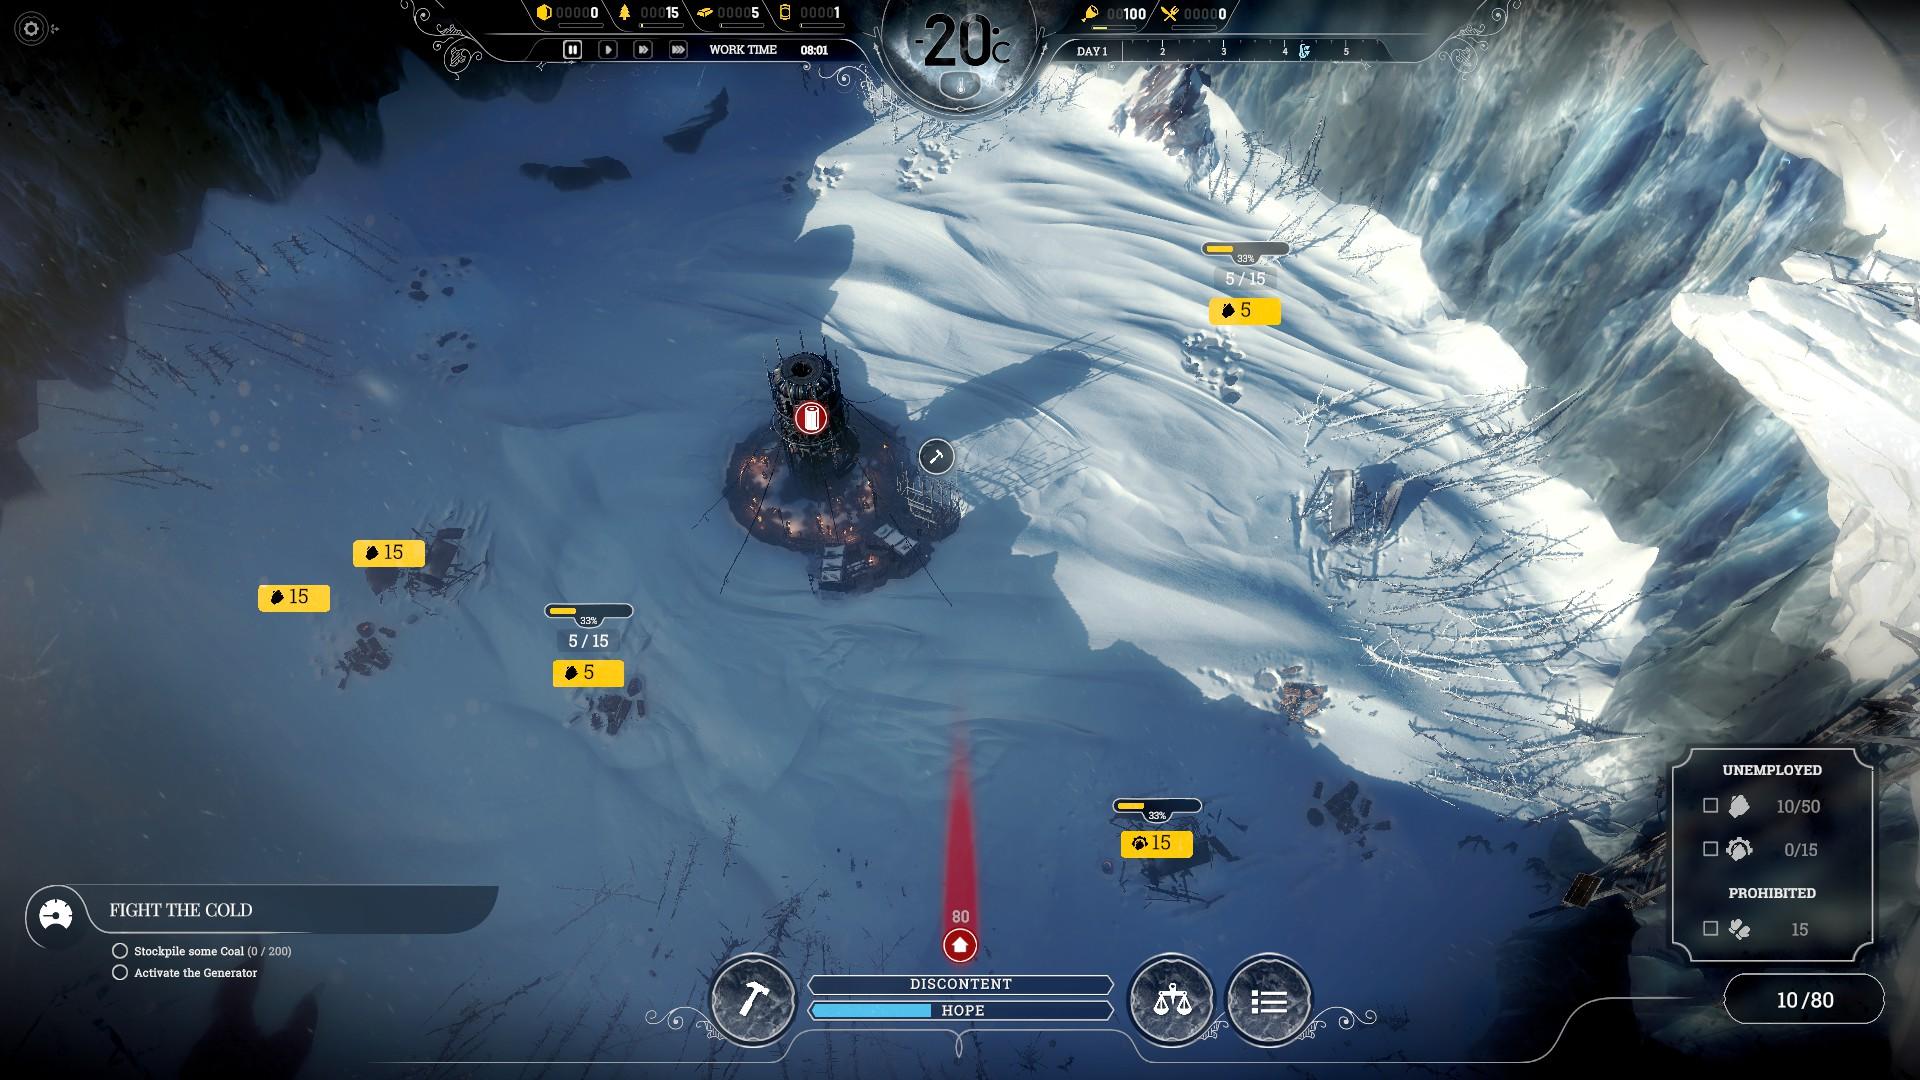 00000
00015
00005
00001
00100
00000
WORK TIME 08:01
-20°C
DAY 1 2 3 4 5
33%
5 / 15
5
15
15
33%
5 / 15
5
33%
15
UNEMPLOYED
10/50
0/15
PROHIBITED
15
10/80
FIGHT THE COLD
Stockpile some Coal (0 / 200)
Activate the Generator
80
DISCONTENT
HOPE